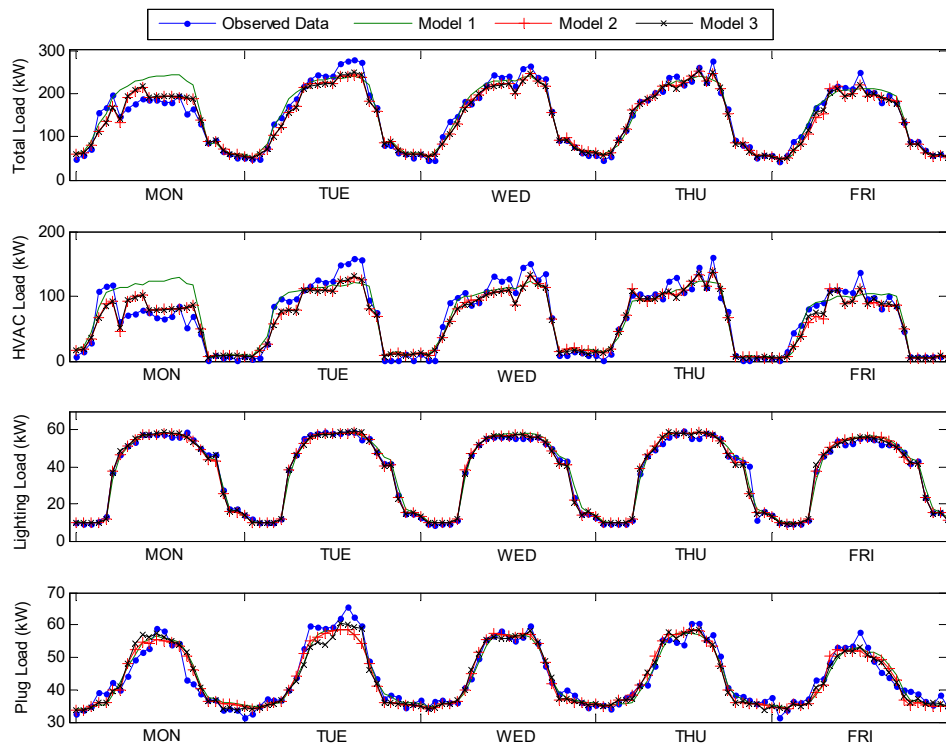 Observed Data Model 1 Model 2 Model 3
Total Load (kW)
300
200
100
0
MON TUE WED THU FRI
HVAC Load (kW)
200
100
0
MON TUE WED THU FRI
Lighting Load (kW)
60
40
20
0
MON TUE WED THU FRI
Plug Load (kW)
70
60
50
40
30
MON TUE WED THU FRI